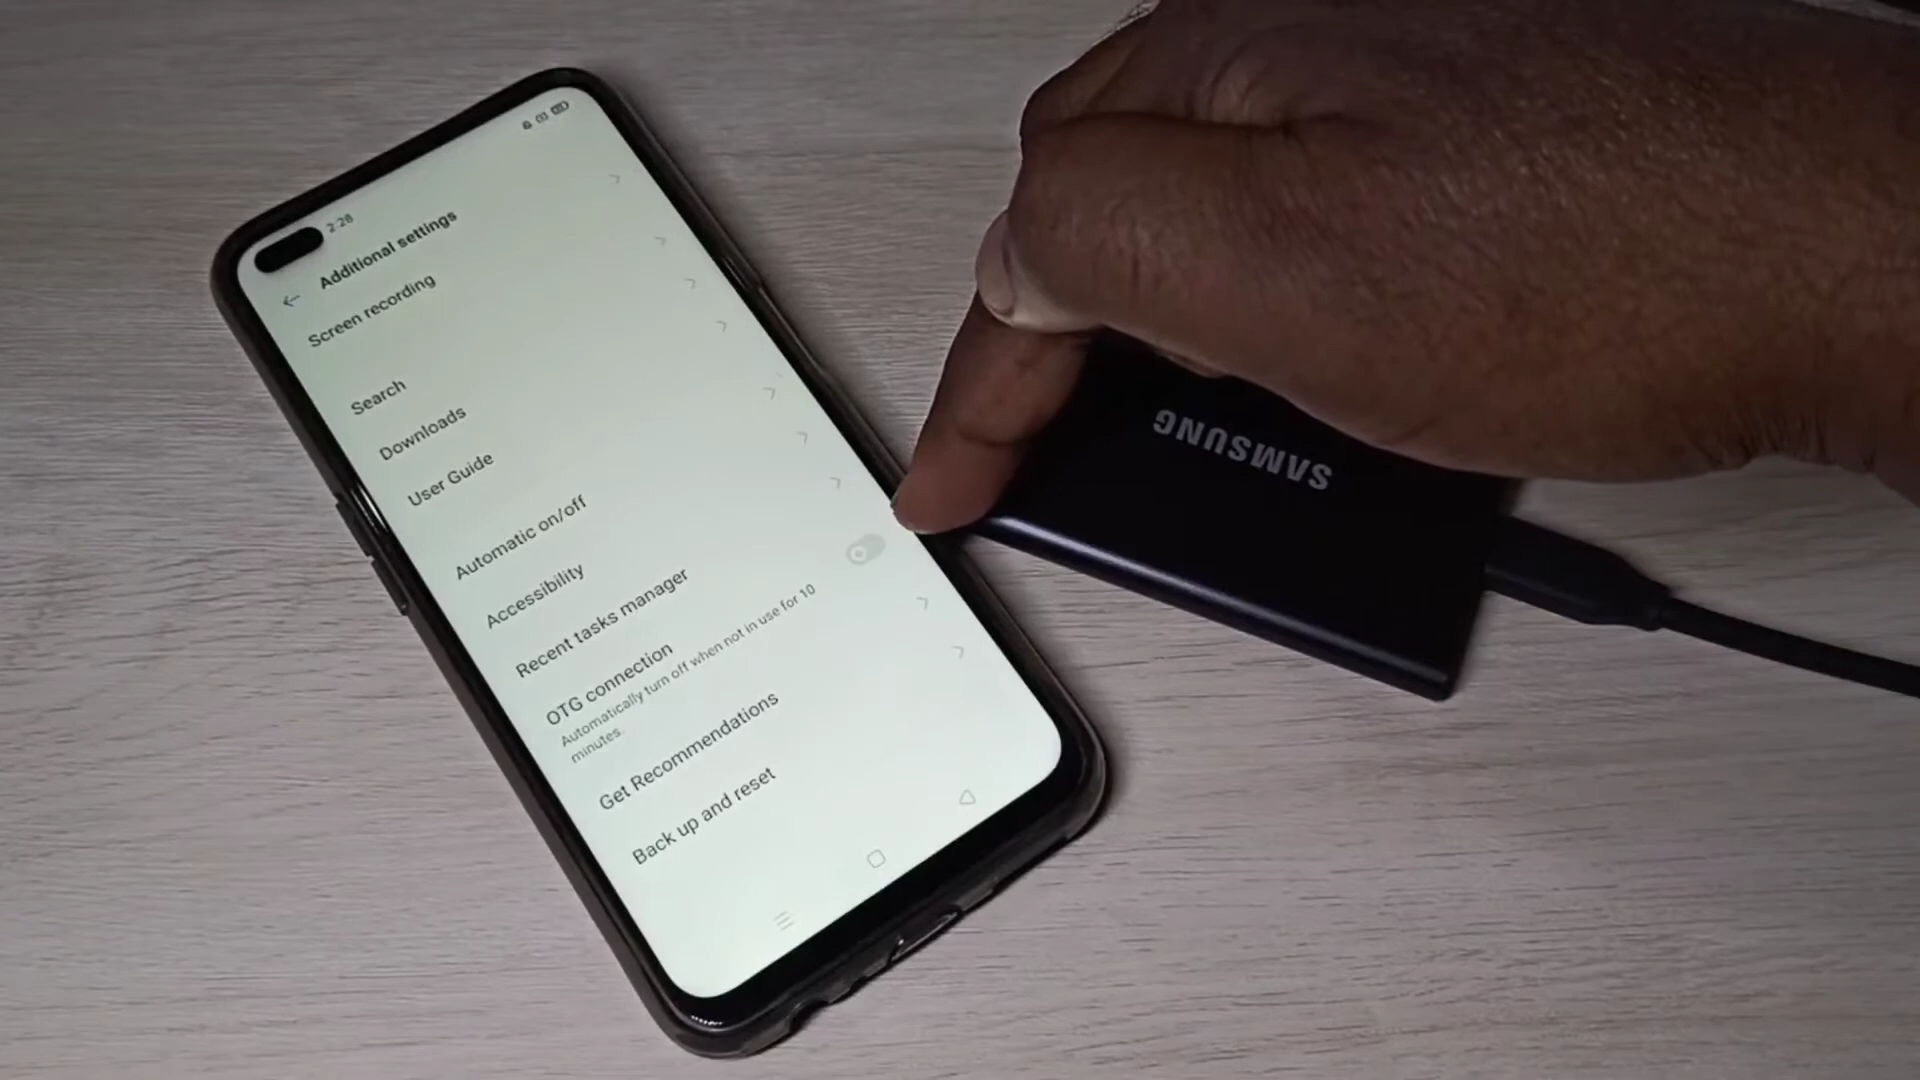 2:28
Additional settings
Screen recording
Search
Downloads
User Guide
Automatic on/off
Accessibility
Recent tasks manager
OTG connection
Automatically turn off when not in use for 10
minutes.
Get Recommendations
Back up and reset
SAMSUNG